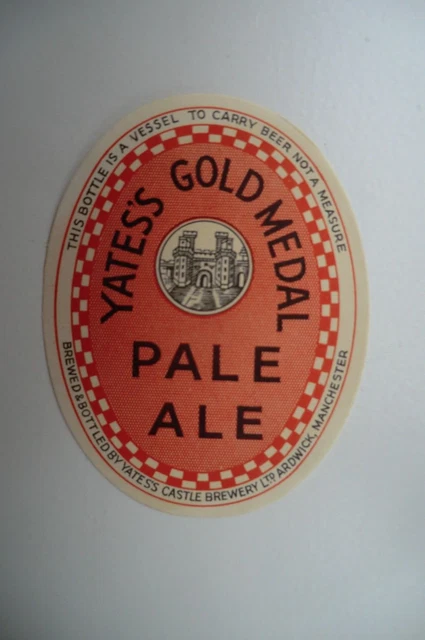 THIS BOTTLE IS A VESSEL TO CARRY BEER NOT A MEASURE
YATES'S GOLD MEDAL
PALE
ALE
BREWED & BOTTLED BY YATES'S CASTLE BREWERY LTD ARDWICK, MANCHESTER